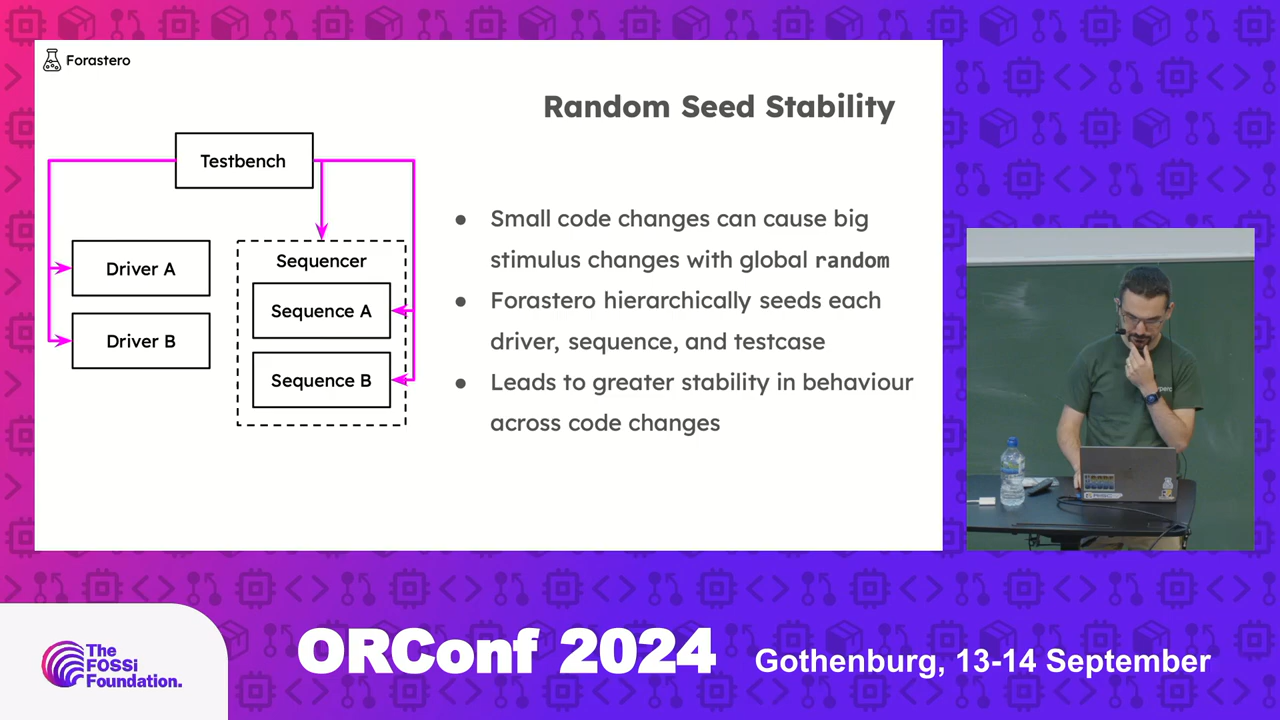 Forastero
Random Seed Stability
Testbench
Driver A
Driver B
Sequencer
Sequence A
Sequence B
● Small code changes can cause big
stimulus changes with global random
● Forastero hierarchically seeds each
driver, sequence, and testcase
● Leads to greater stability in behaviour
across code changes
The
FOSSi
Foundation.
ORConf 2024
Gothenburg, 13-14 September